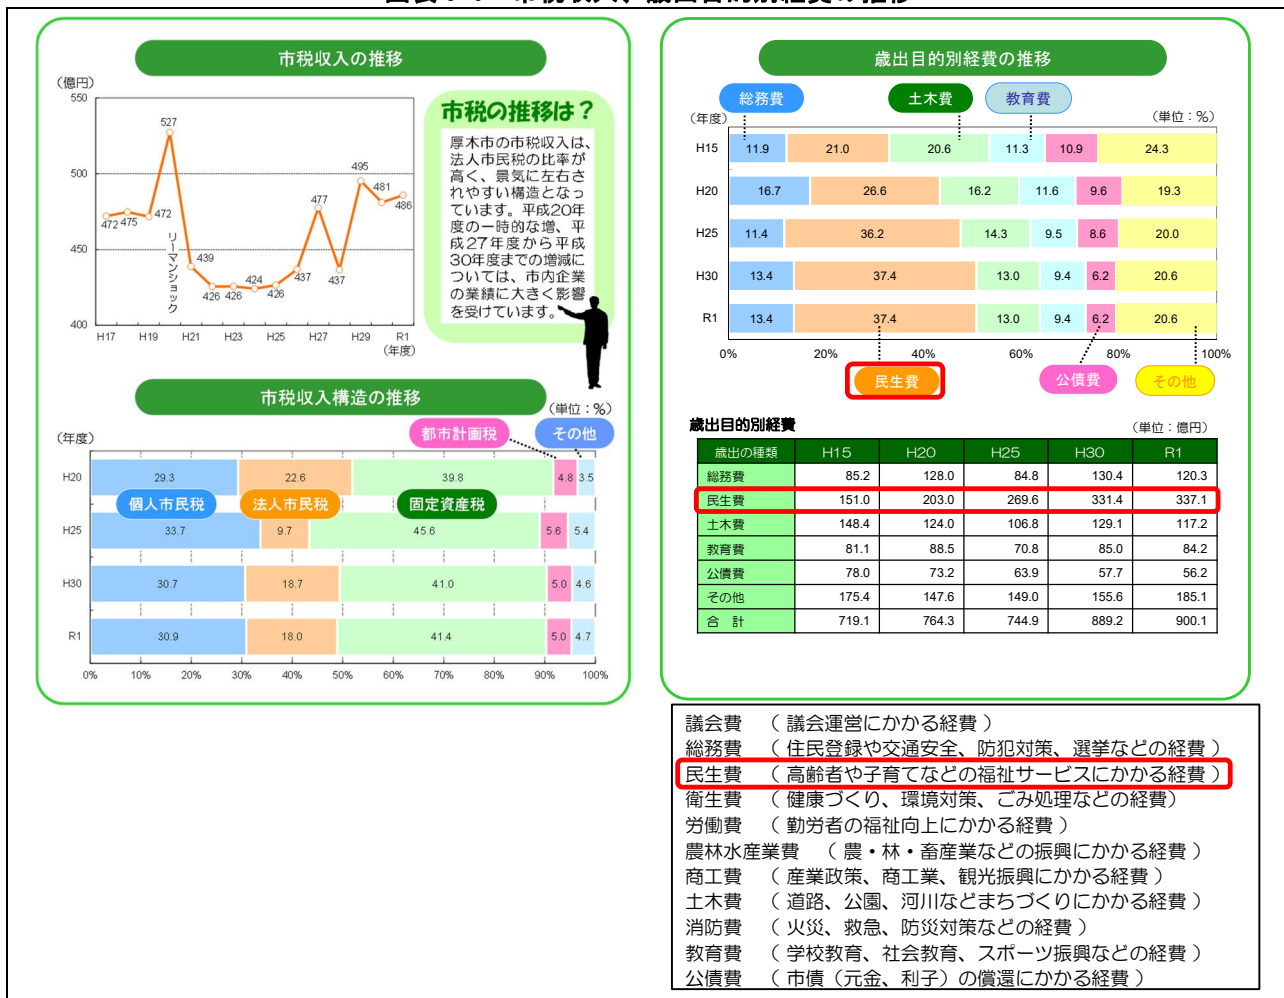 市税収入の推移
(億円)
550
500
450
400
472
475
472
527
439
426
426
424
426
437
477
437
495
481
486
リーマンショック
H17 H19 H21 H23 H25 H27 H29 R1
(年度)
市税の推移は？
厚木市の市税収入は、
法人市民税の比率が
高く、景気に左右さ
れやすい構造となっ
ています。平成20年
度の一時的な増、平
成27年度から平成
30年度までの増減に
ついては、市内企業
の業績に大きく影響
を受けています。
市税収入構造の推移
(単位：%)
(年度)
都市計画税 その他
H20 29.3 22.6 39.8 4.8 3.5
個人市民税 法人市民税 固定資産税
H25 33.7 9.7 45.6 5.6 5.4
H30 30.7 18.7 41.0 5.0 4.6
R1 30.9 18.0 41.4 5.0 4.7
0% 10% 20% 30% 40% 50% 60% 70% 80% 90% 100%
歳出目的別経費の推移
総務費 土木費 教育費
(年度) (単位：%)
H15 11.9 21.0 20.6 11.3 10.9 24.3
H20 16.7 26.6 16.2 11.6 9.6 19.3
H25 11.4 36.2 14.3 9.5 8.6 20.0
H30 13.4 37.4 13.0 9.4 6.2 20.6
R1 13.4 37.4 13.0 9.4 6.2 20.6
0% 20% 40% 60% 80% 100%
民生費 公債費 その他
歳出目的別経費 (単位：億円)
歳出の種類 H15 H20 H25 H30 R1
総務費 85.2 128.0 84.8 130.4 120.3
民生費 151.0 203.0 269.6 331.4 337.1
土木費 148.4 124.0 106.8 129.1 117.2
教育費 81.1 88.5 70.8 85.0 84.2
公債費 78.0 73.2 63.9 57.7 56.2
その他 175.4 147.6 149.0 155.6 185.1
合 計 719.1 764.3 744.9 889.2 900.1
議会費 （ 議会運営にかかる経費 ）
総務費 （ 住民登録や交通安全、防犯対策、選挙などの経費 ）
民生費 （ 高齢者や子育てなどの福祉サービスにかかる経費 ）
衛生費 （ 健康づくり、環境対策、ごみ処理などの経費）
労働費 （ 勤労者の福祉向上にかかる経費 ）
農林水産業費 （ 農・林・畜産業などの振興にかかる経費 ）
商工費 （ 産業政策、商工業、観光振興にかかる経費 ）
土木費 （ 道路、公園、河川などまちづくりにかかる経費 ）
消防費 （ 火災、救急、防災対策などの経費 ）
教育費 （ 学校教育、社会教育、スポーツ振興などの経費 ）
公債費 （ 市債（元金、利子）の償還にかかる経費 ）